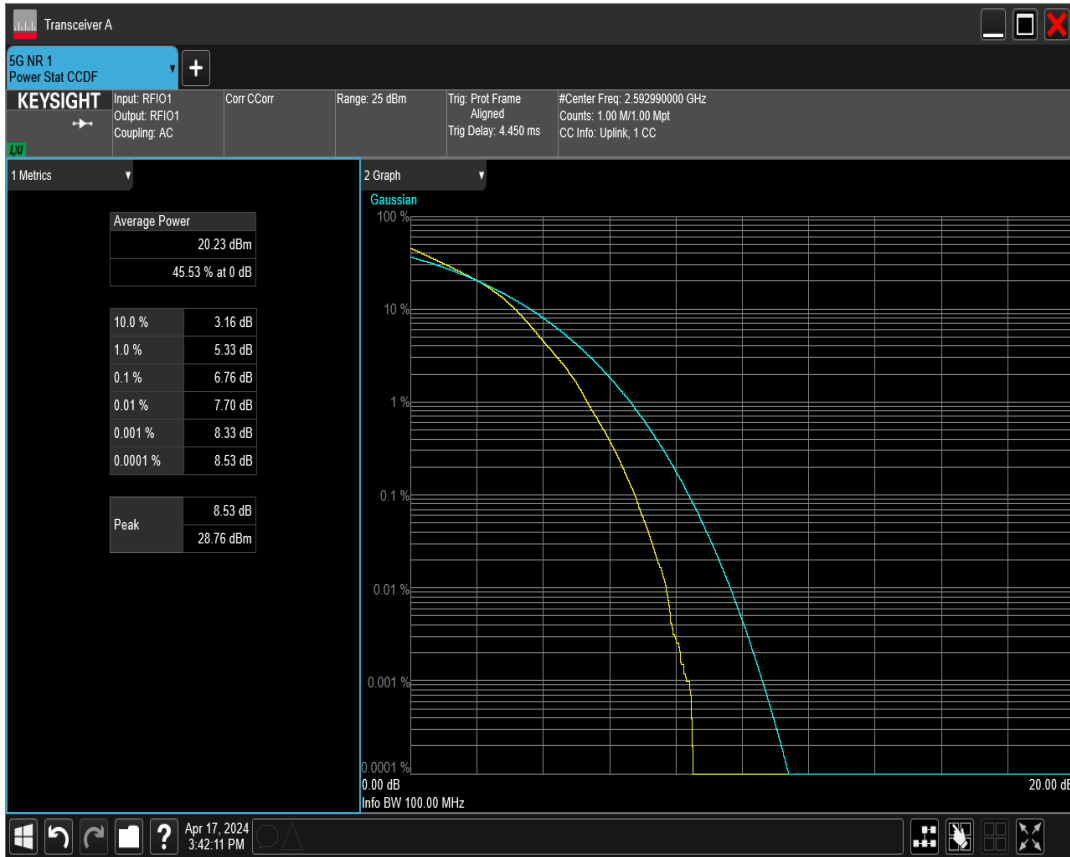 Transceiver A
5G NR 1
Power Stat CCDF
KEYSIGHT
LXI
Input: RFIO1
Output: RFIO1
Coupling: AC
Corr CCorr
Range: 25 dBm
Trig: Prot Frame
Aligned
Trig Delay: 4.450 ms
#Center Freq: 2.592990000 GHz
Counts: 1.00 M/1.00 Mpt
CC Info: Uplink, 1 CC
1 Metrics
Average Power
20.23 dBm
45.53 % at 0 dB
10.0 % 3.16 dB
1.0 % 5.33 dB
0.1 % 6.76 dB
0.01 % 7.70 dB
0.001 % 8.33 dB
0.0001 % 8.53 dB
Peak
8.53 dB
28.76 dBm
2 Graph
Gaussian
100 %
10 %
1 %
0.1 %
0.01 %
0.001 %
0.0001 %
0.00 dB 20.00 dB
Info BW 100.00 MHz
?
Apr 17, 2024
3:42:11 PM